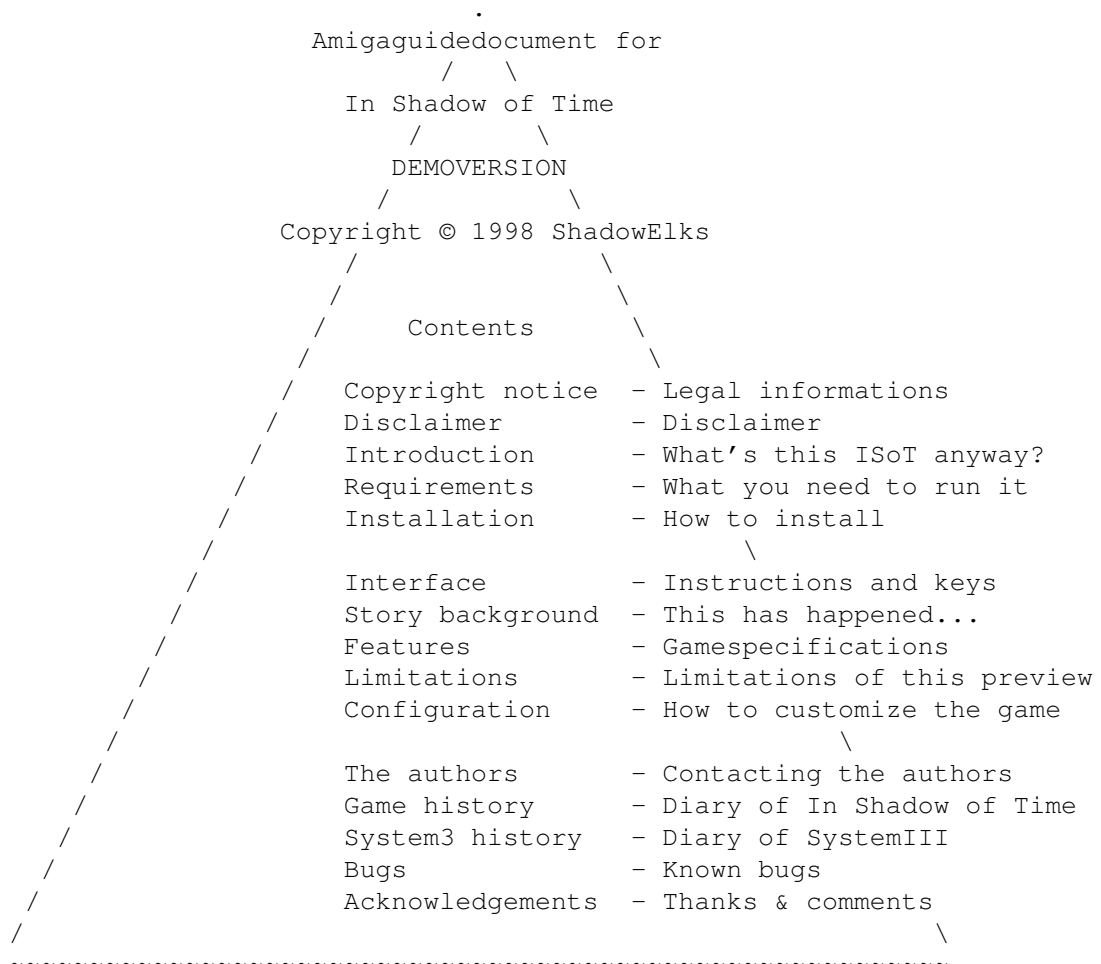 Amigaguidedocument for
In Shadow of Time
DEMOVERSION
Copyright © 1998 ShadowElks
Contents
Copyright notice - Legal informations
Disclaimer - Disclaimer
Introduction - What's this ISoT anyway?
Requirements - What you need to run it
Installation - How to install
Interface - Instructions and keys
Story background - This has happened...
Features - Gamespecifications
Limitations - Limitations of this preview
Configuration - How to customize the game
The authors - Contacting the authors
Game history - Diary of In Shadow of Time
System3 history - Diary of SystemIII
Bugs - Known bugs
Acknowledgements - Thanks & comments